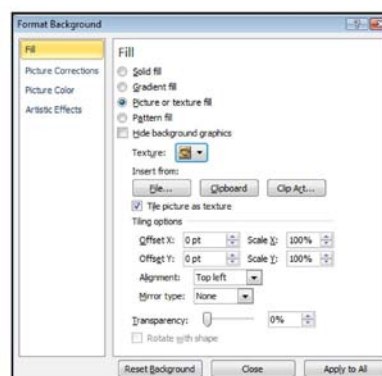 Format Background
Fill
Picture Corrections
Picture Color
Artistic Effects
Fill
Solid fill
Gradient fill
Picture or texture fill
Pattern fill
Hide background graphics
Texture:
Insert from:
File... Clipboard Clip Art...
Tile picture as texture
Tiling options
Offset X: 0 pt Scale X: 100%
Offset Y: 0 pt Scale Y: 100%
Alignment: Top left
Mirror type: None
Transparency: 0%
Rotate with shape
Reset Background Close Apply to All